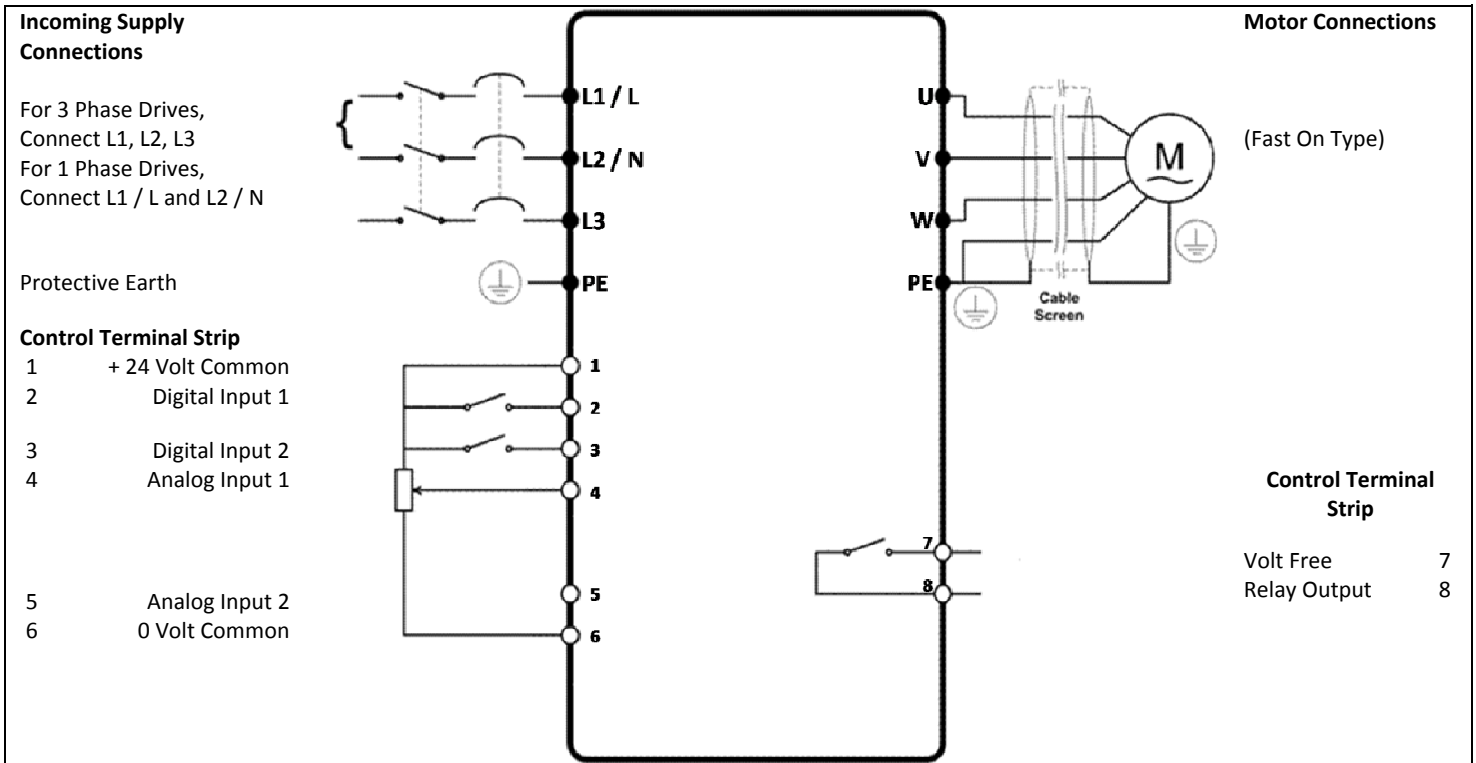 Incoming Supply
Connections
For 3 Phase Drives,
Connect L1, L2, L3
For 1 Phase Drives,
Connect L1 / L and L2 / N
Protective Earth
Control Terminal Strip
1 + 24 Volt Common
2 Digital Input 1
3 Digital Input 2
4 Analog Input 1
5 Analog Input 2
6 0 Volt Common
{
L1 / L
L2 / N
L3
PE
1
2
3
4
5
6
U
V
W
PE
7
8
M
Cable
Screen
Motor Connections
(Fast On Type)
Control Terminal
Strip
Volt Free 7
Relay Output 8